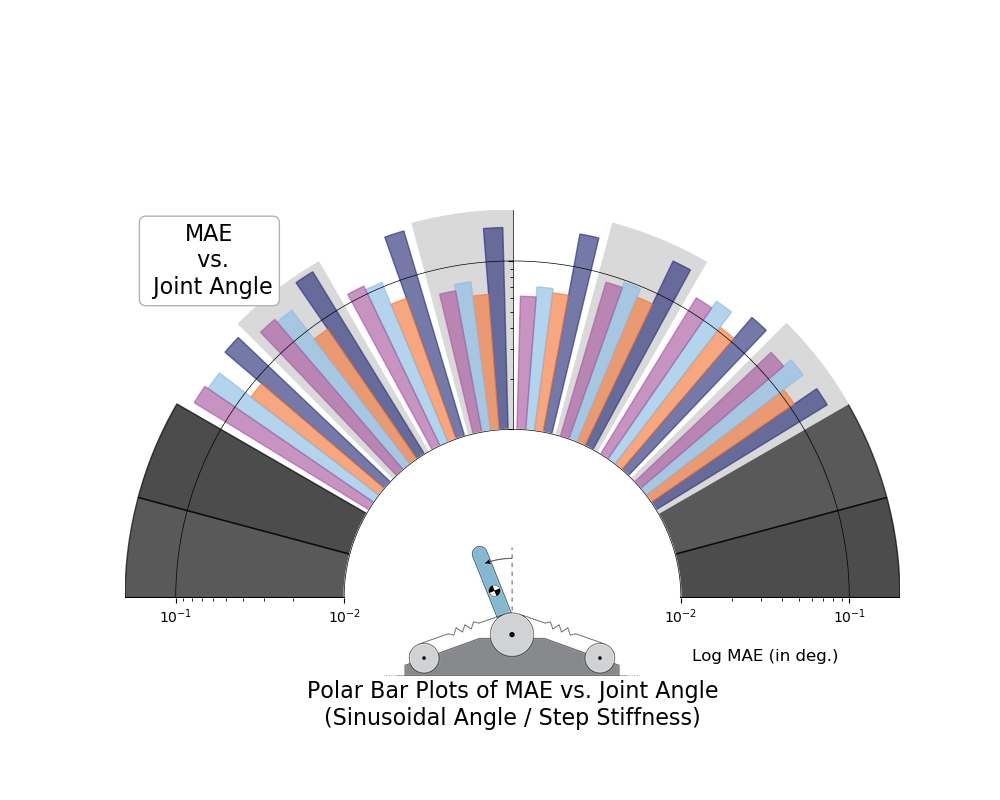 MAE
vs.
Joint Angle
10⁻¹
10⁻²
10⁻²
10⁻¹
Log MAE (in deg.)
Polar Bar Plots of MAE vs. Joint Angle
(Sinusoidal Angle / Step Stiffness)